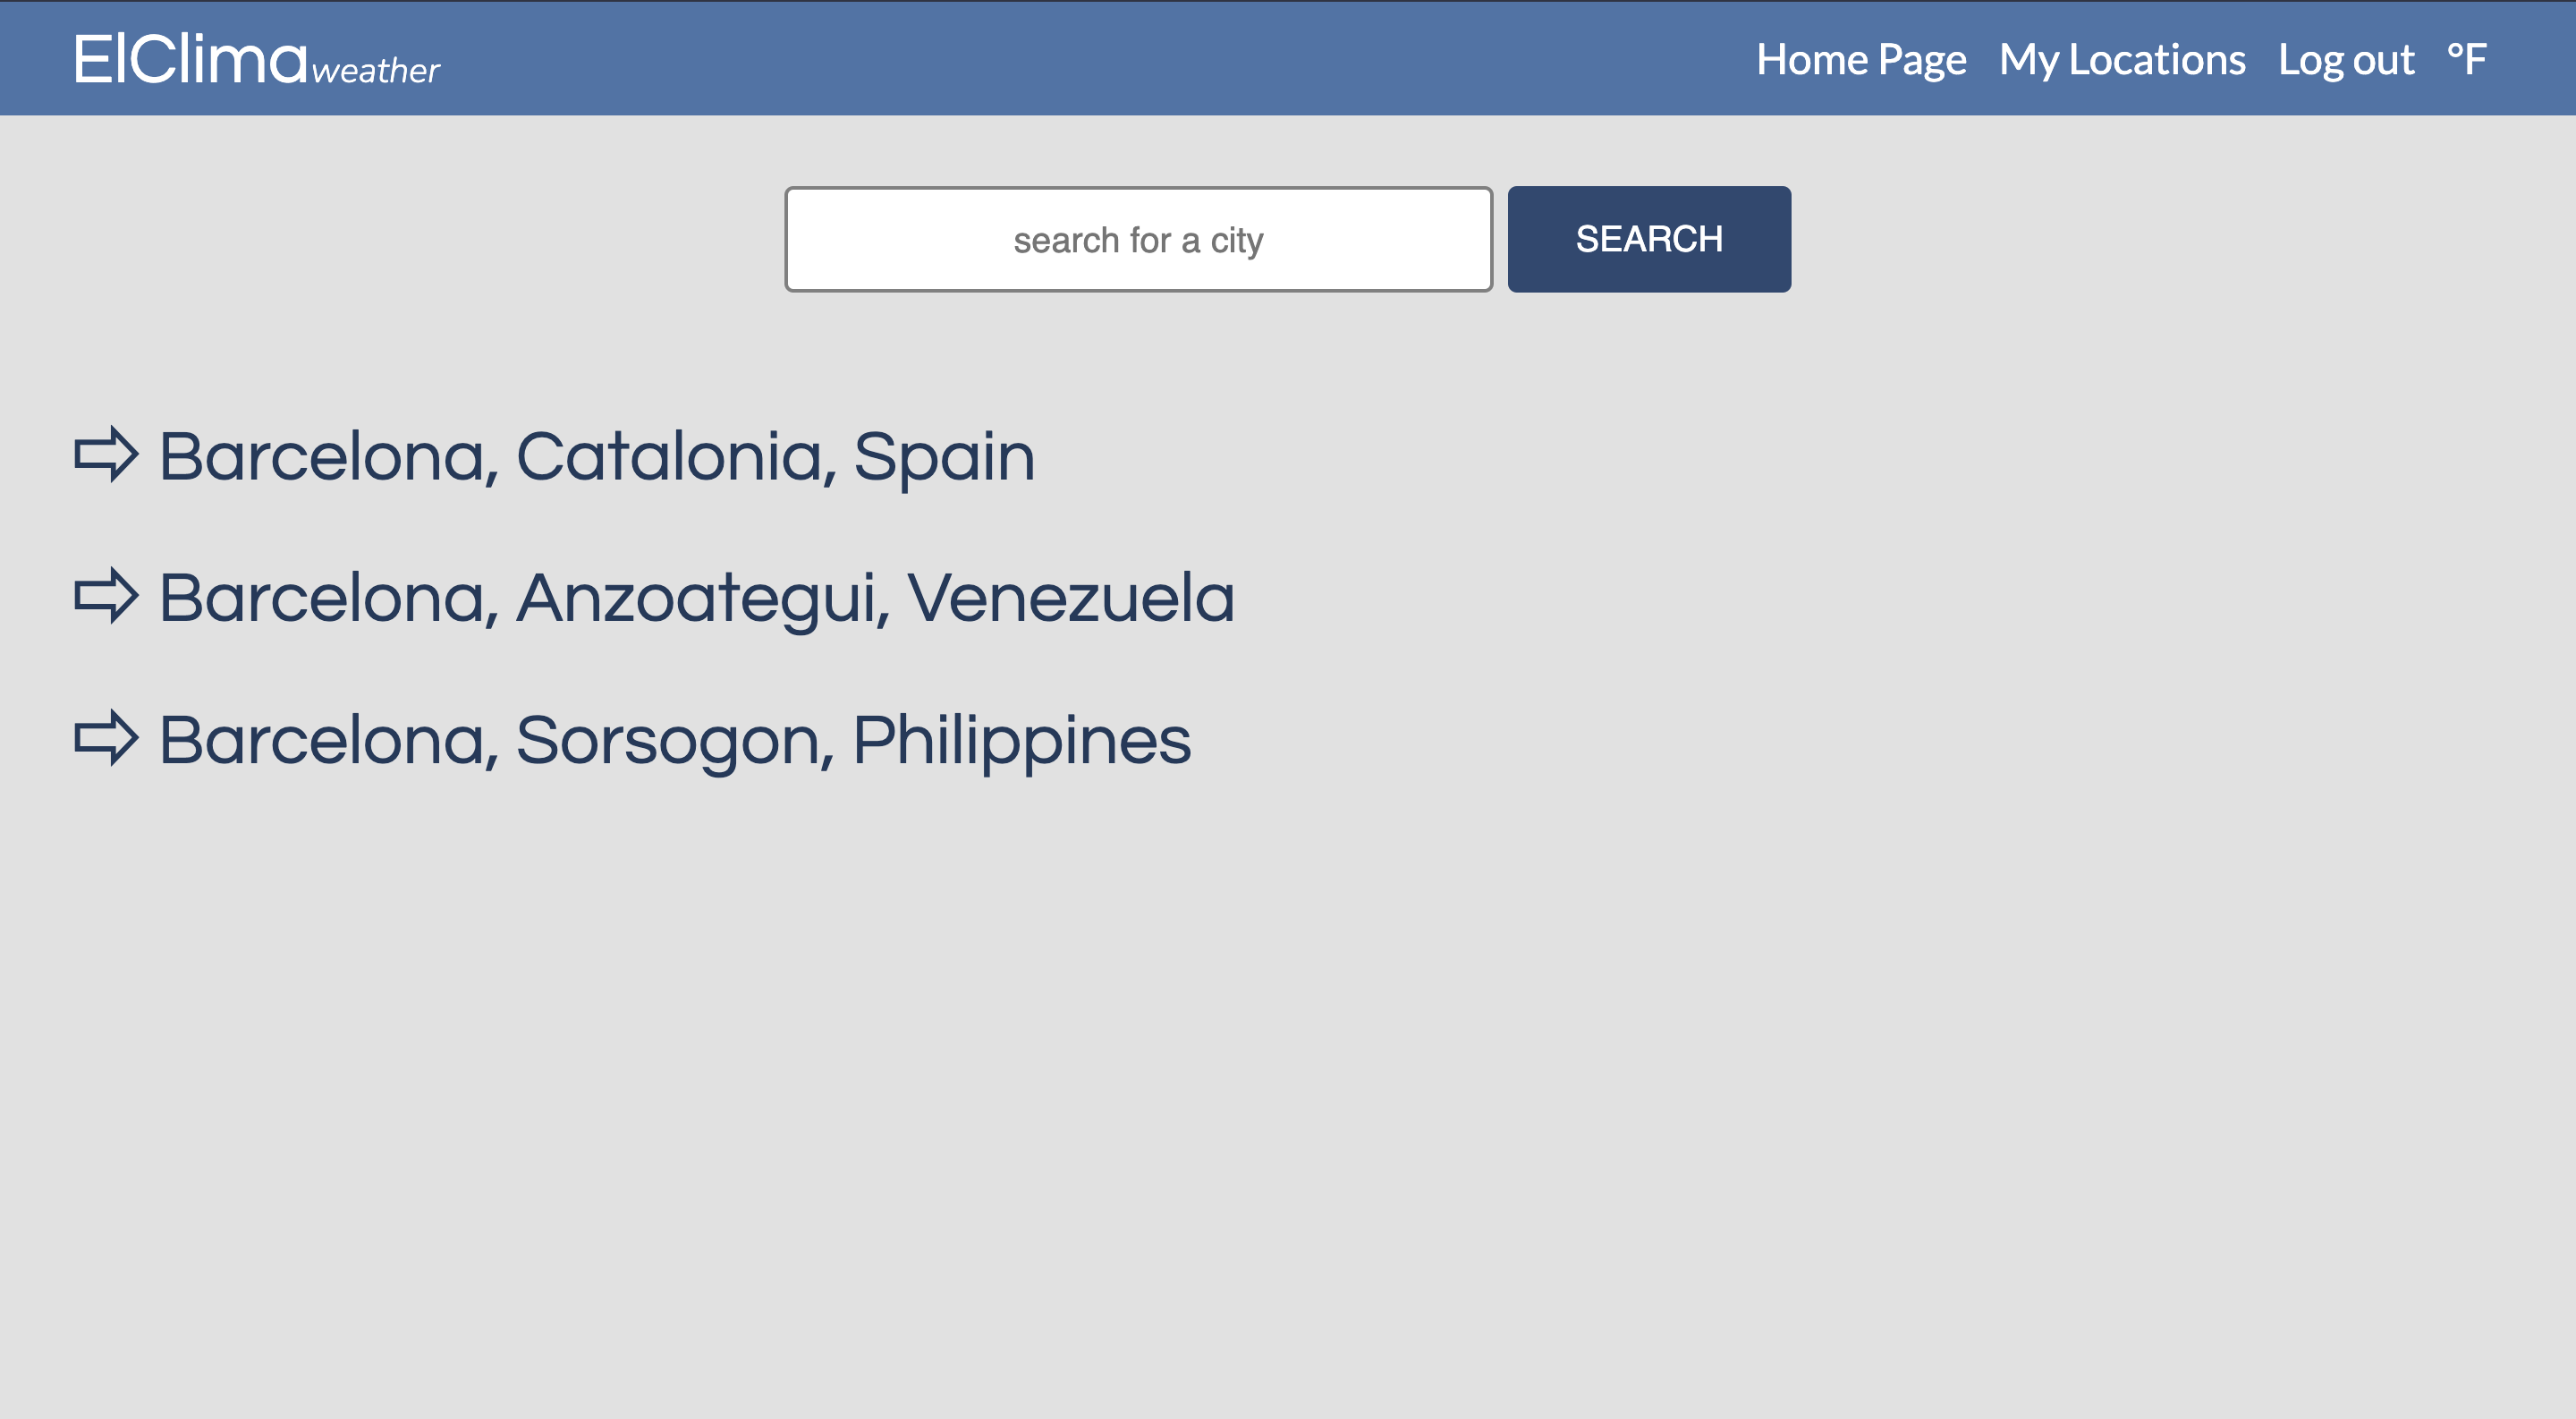 ElClima weather
Home Page My Locations Log out °F
search for a city
SEARCH
⇨ Barcelona, Catalonia, Spain
⇨ Barcelona, Anzoategui, Venezuela
⇨ Barcelona, Sorsogon, Philippines